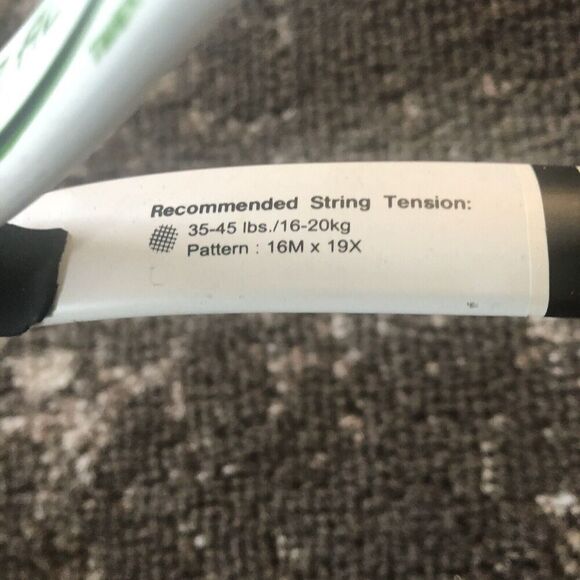 Recommended String Tension:
35-45 lbs./16-20kg
Pattern : 16M x 19X